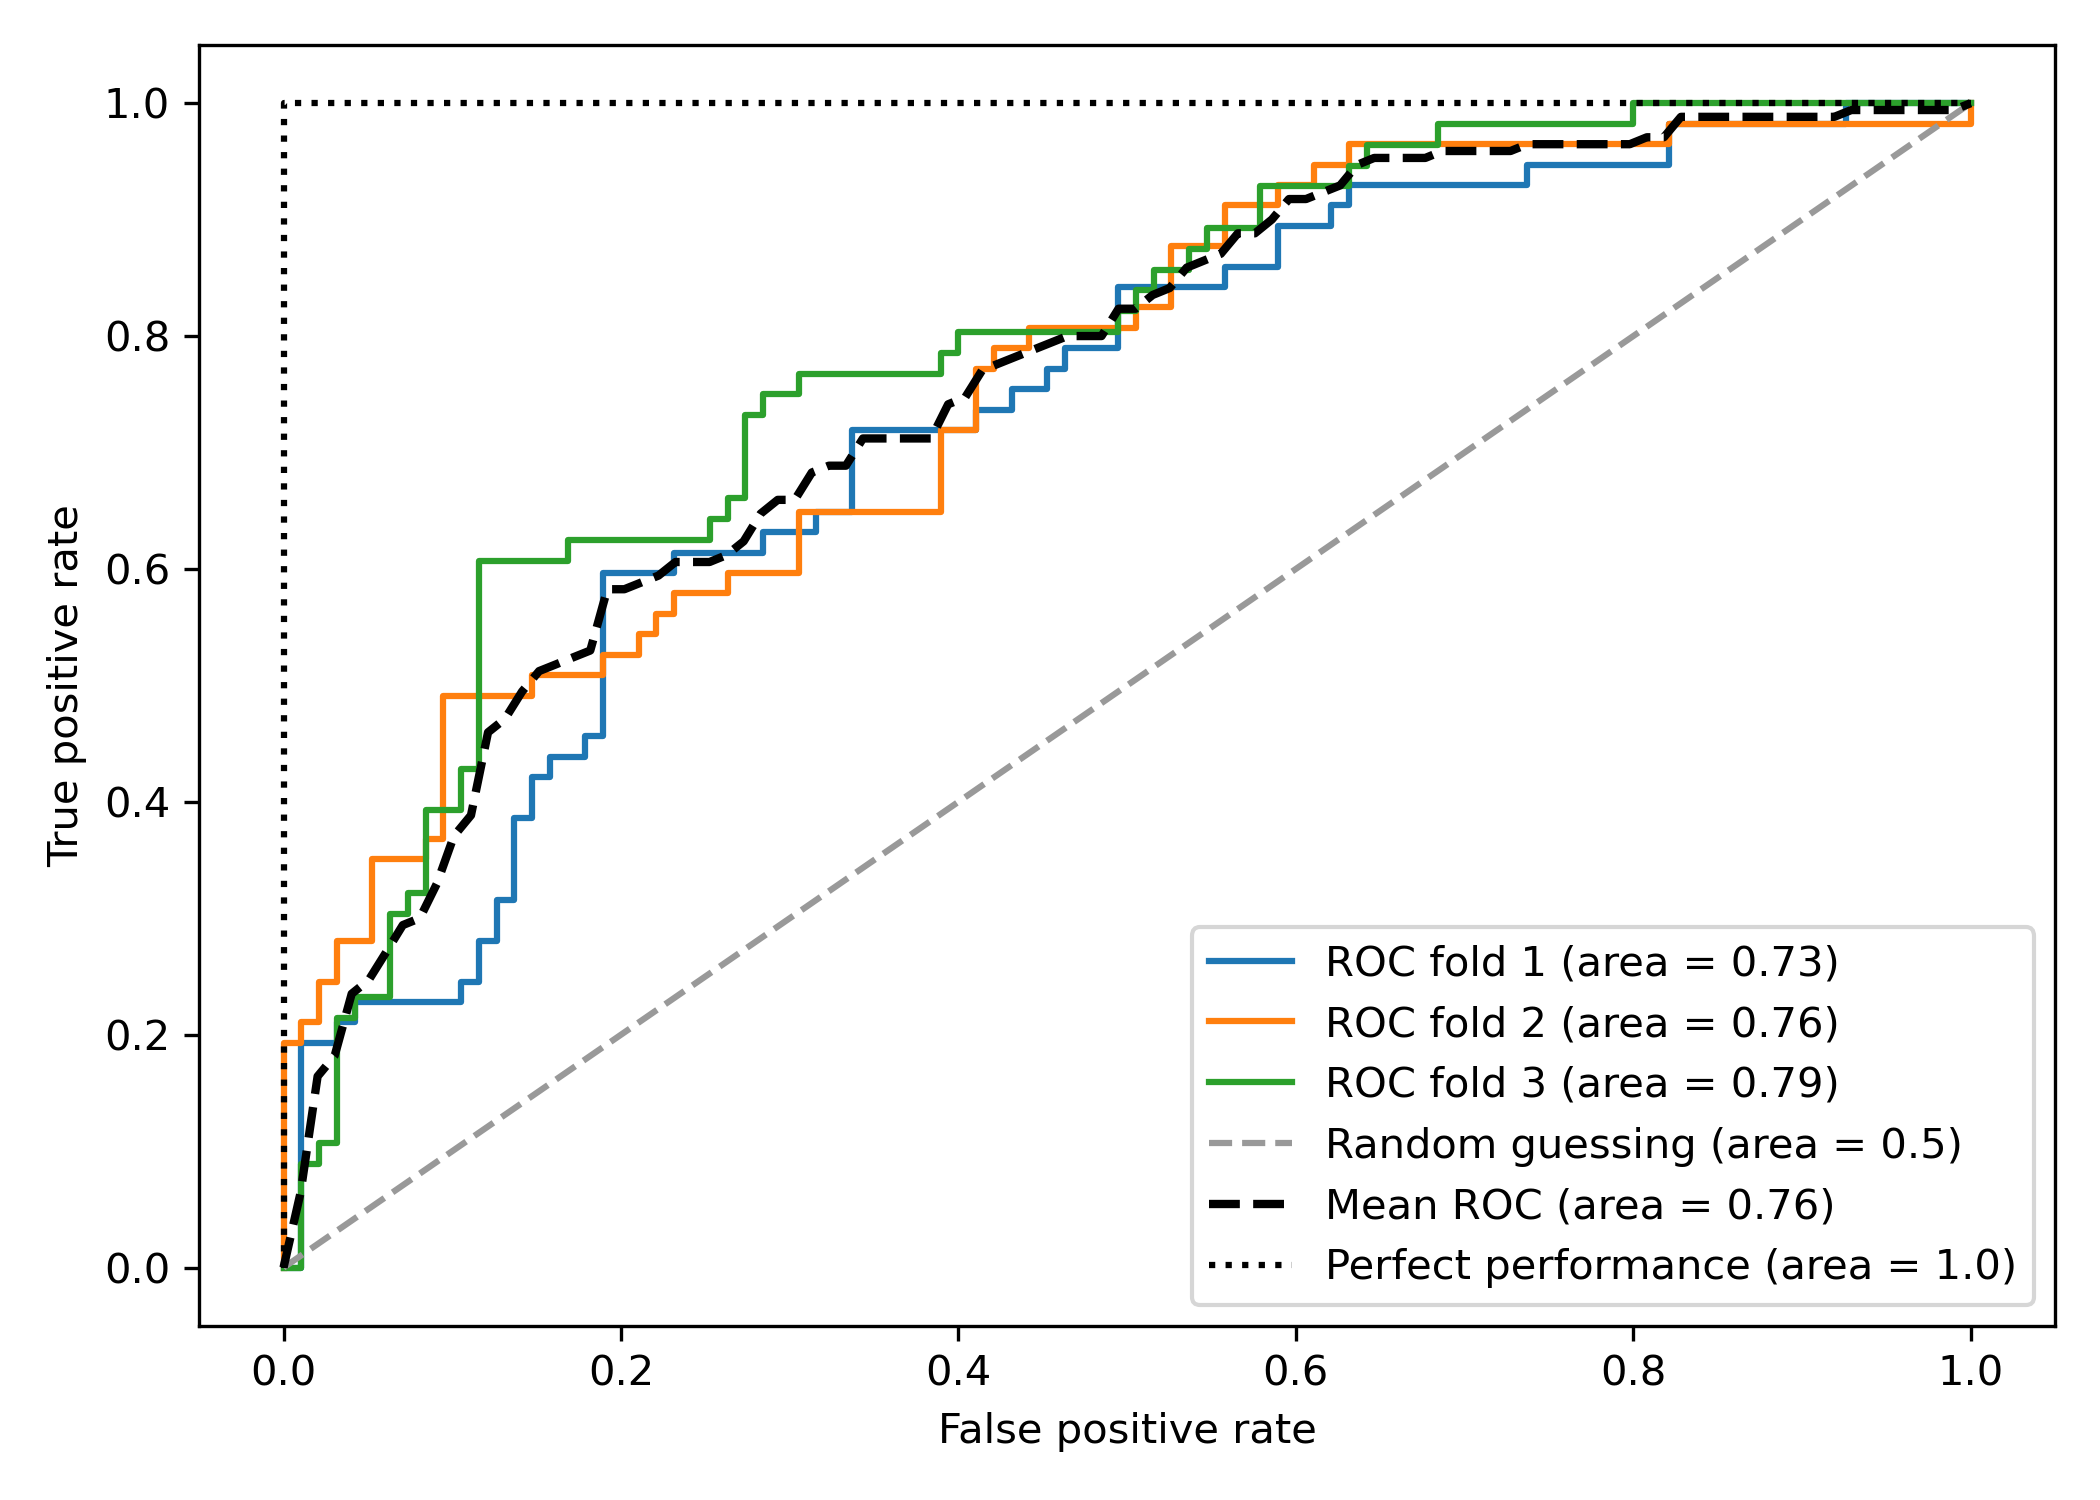 1.0
0.8
0.6
0.4
0.2
0.0
True positive rate
0.0 0.2 0.4 0.6 0.8 1.0
False positive rate
ROC fold 1 (area = 0.73)
ROC fold 2 (area = 0.76)
ROC fold 3 (area = 0.79)
Random guessing (area = 0.5)
Mean ROC (area = 0.76)
Perfect performance (area = 1.0)